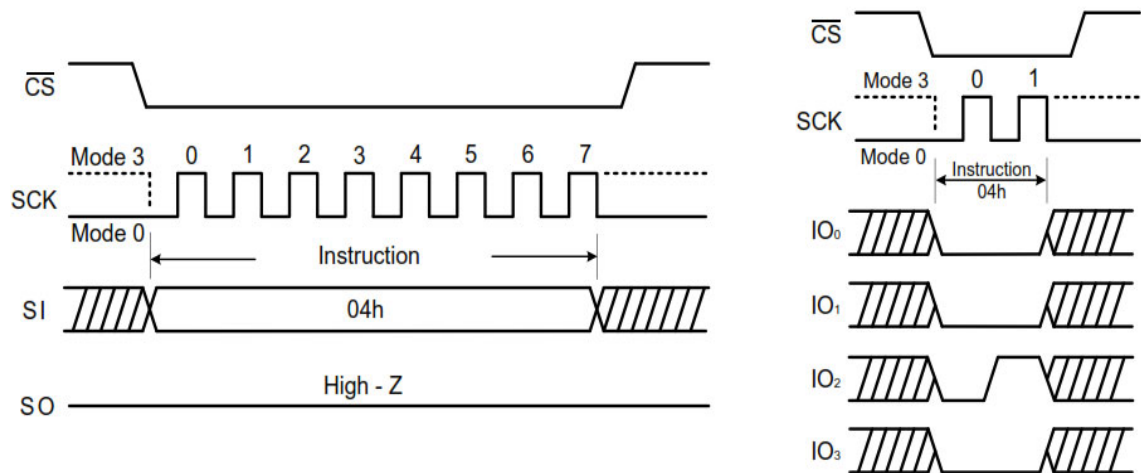 CS
Mode 3 0 1 2 3 4 5 6 7
SCK
Mode 0
Instruction
SI 04h
High - Z
SO
CS
Mode 3 0 1
SCK
Mode 0
Instruction
04h
IO₀
IO₁
IO₂
IO₃